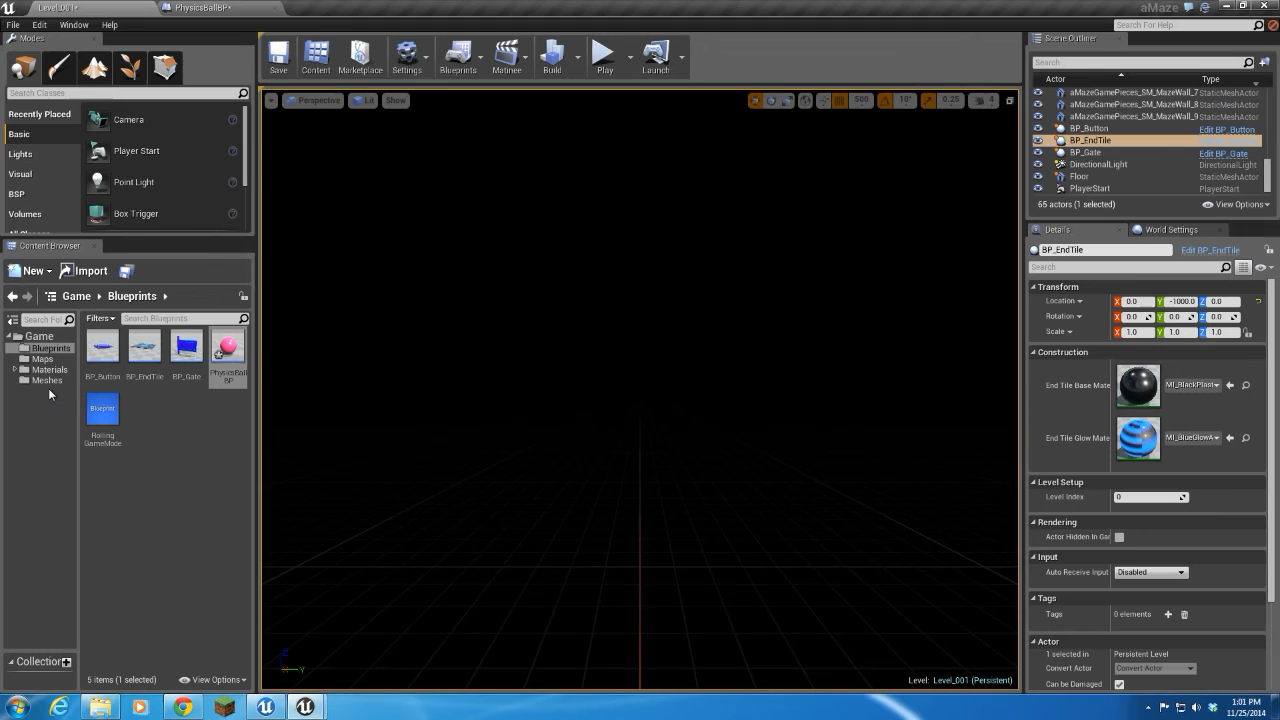 Level_001*
PhysicsBallBP*
aMaze
File Edit Window Help
Search For Help
Modes
Search Classes
Recently Placed
Basic
Lights
Visual
BSP
Volumes
Camera
Player Start
Point Light
Box Trigger
Save
Content
Marketplace
Settings
Blueprints
Matinee
Build
Play
Launch
Perspective
Lit
Show
500
10°
0.25
4
Content Browser
New
Import
Game
Blueprints
Filters
Search Blueprints
Game
Blueprints
Maps
Materials
Meshes
BP_Button
BP_EndTile
BP_Gate
PhysicsBall
BP
Blueprint
Rolling
GameMode
Collection
5 items (1 selected)
View Options
Z
Y
Level: Level_001 (Persistent)
Scene Outliner
Search
Actor Type
aMazeGamePieces_SM_MazeWall_7 StaticMeshActor
aMazeGamePieces_SM_MazeWall_8 StaticMeshActor
aMazeGamePieces_SM_MazeWall_9 StaticMeshActor
BP_Button Edit BP_Button
BP_EndTile
BP_Gate Edit BP_Gate
DirectionalLight DirectionalLight
Floor StaticMeshActor
PlayerStart PlayerStart
65 actors (1 selected)
View Options
Details
World Settings
BP_EndTile
Edit BP_EndTile
Search
Transform
Location X 0.0 Y -1000.0 Z 0.0
Rotation X 0.0 Y 0.0 Z 0.0
Scale X 1.0 Y 1.0 Z 1.0
Construction
End Tile Base Mate
MI_BlackPlast
End Tile Glow Mate
MI_BlueGlowA
Level Setup
Level Index 0
Rendering
Actor Hidden In Ga
Input
Auto Receive Input Disabled
Tags
Tags 0 elements
Actor
1 selected in Persistent Level
Convert Actor Convert Actor
Can be Damaged
1:01 PM
11/25/2014